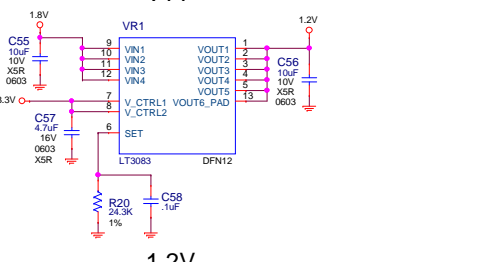 1.8V
1.2V
VR1
C55
10uF
10V
X5R
0603
9 VIN1 VOUT1 1
10 VIN2 VOUT2 2
11 VIN3 VOUT3 3
12 VIN4 VOUT4 4
VOUT5 5
7 V_CTRL1 VOUT6_PAD 13
8 V_CTRL2
6 SET
LT3083 DFN12
C56
10uF
10V
X5R
0603
.3V
C57
4.7uF
16V
0603
X5R
R20
24.3K
1%
C58
.1uF
1.2V